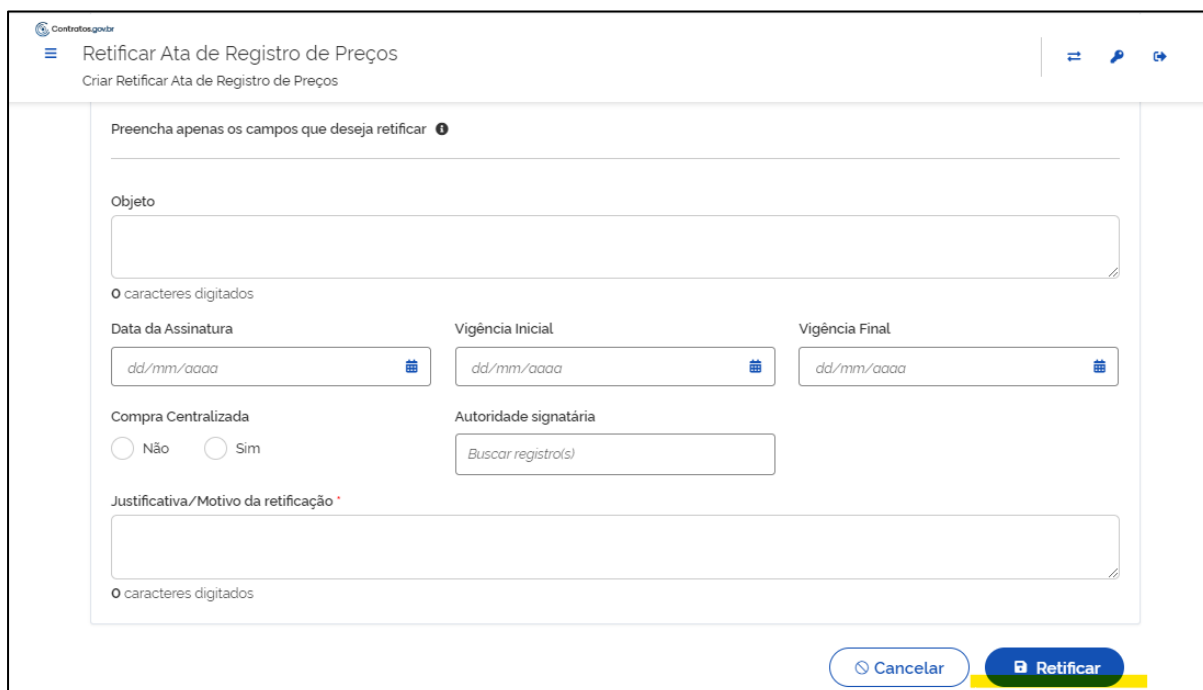 Contratos.gov.br
Retificar Ata de Registro de Preços
Criar Retificar Ata de Registro de Preços
Preencha apenas os campos que deseja retificar
Objeto
0 caracteres digitados
Data da Assinatura Vigência Inicial Vigência Final
dd/mm/aaaa dd/mm/aaaa dd/mm/aaaa
Compra Centralizada Autoridade signatária
Não Sim Buscar registro(s)
Justificativa/Motivo da retificação *
0 caracteres digitados
Cancelar Retificar